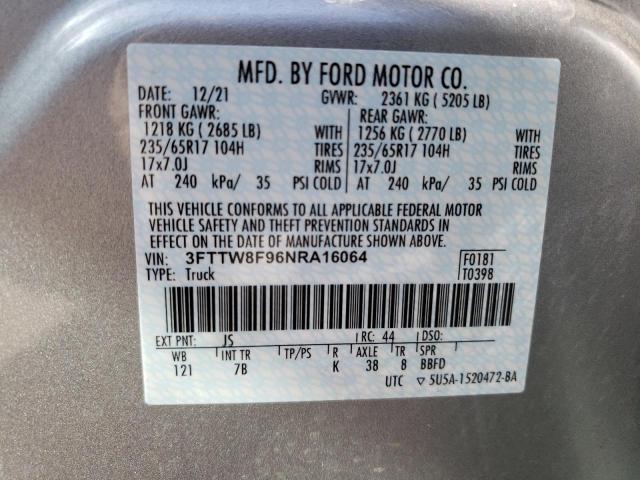 MFD. BY FORD MOTOR CO.
DATE: 12/21 GVWR: 2361 KG ( 5205 LB)
FRONT GAWR: REAR GAWR:
1218 KG ( 2685 LB) WITH 1256 KG ( 2770 LB) WITH
235/65R17 104H TIRES 235/65R17 104H TIRES
17x7.0J RIMS 17x7.0J RIMS
AT 240 kPa/ 35 PSI COLD AT 240 kPa/ 35 PSI COLD
THIS VEHICLE CONFORMS TO ALL APPLICABLE FEDERAL MOTOR
VEHICLE SAFETY AND THEFT PREVENTION STANDARDS IN
EFFECT ON THE DATE OF MANUFACTURE SHOWN ABOVE.
VIN: 3FTTW8F96NRA16064 F0181
TYPE: Truck T0398
EXT PNT: JS RC: 44 DSO:
WB INT TR TP/PS R AXLE TR SPR
121 7B K 38 8 BBFD
UTC ▽ 5U5A-1520472-BA